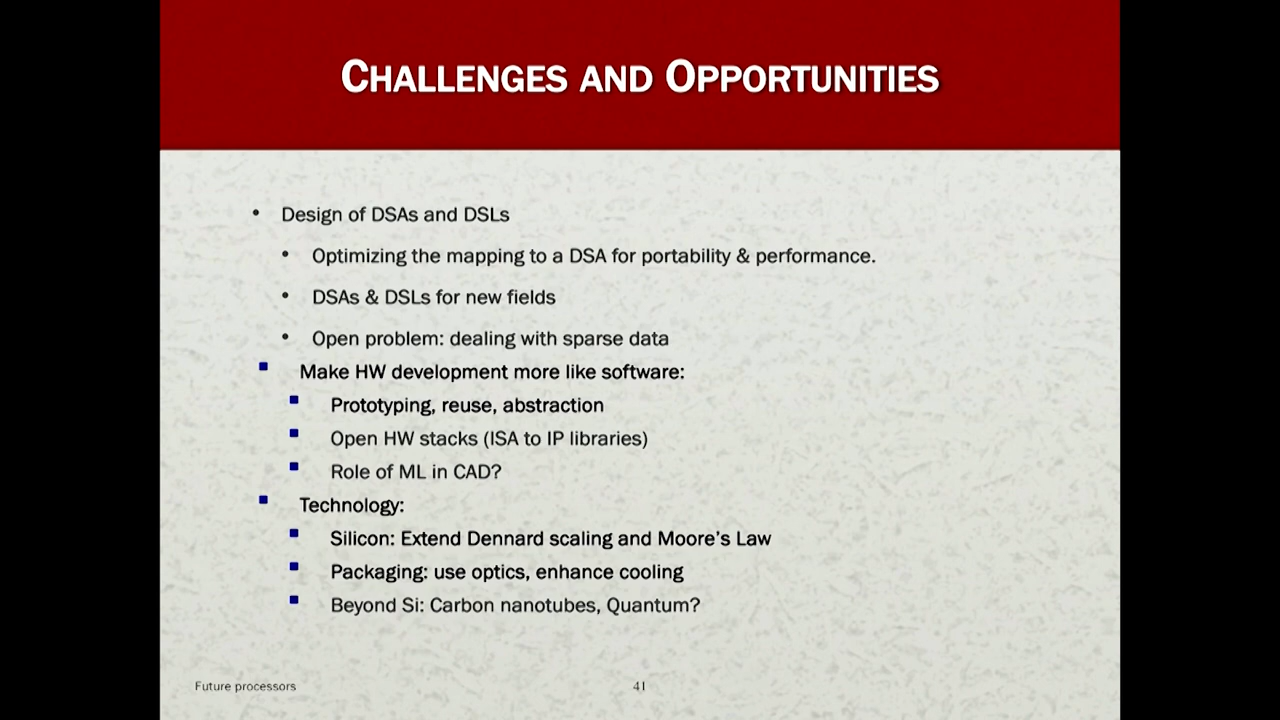 CHALLENGES AND OPPORTUNITIES
• Design of DSAs and DSLs
• Optimizing the mapping to a DSA for portability & performance.
• DSAs & DSLs for new fields
• Open problem: dealing with sparse data
▪ Make HW development more like software:
▪ Prototyping, reuse, abstraction
▪ Open HW stacks (ISA to IP libraries)
▪ Role of ML in CAD?
▪ Technology:
▪ Silicon: Extend Dennard scaling and Moore’s Law
▪ Packaging: use optics, enhance cooling
▪ Beyond Si: Carbon nanotubes, Quantum?
Future processors
41